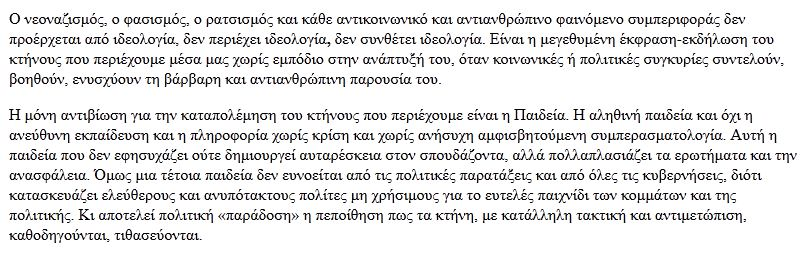 Ο νεοναζισμός, ο φασισμός, ο ρατσισμός και κάθε αντικοινωνικό και αντιανθρώπινο φαινόμενο συμπεριφοράς δεν
προέρχεται από ιδεολογία, δεν περιέχει ιδεολογία, δεν συνθέτει ιδεολογία. Είναι η μεγεθυμένη έκφραση-εκδήλωση του
κτήνους που περιέχουμε μέσα μας χωρίς εμπόδιο στην ανάπτυξή του, όταν κοινωνικές ή πολιτικές συγκυρίες συντελούν,
βοηθούν, ενυσχύουν τη βάρβαρη και αντιανθρώπινη παρουσία του.
Η μόνη αντιβίωση για την καταπολέμηση του κτήνους που περιέχουμε είναι η Παιδεία. Η αληθινή παιδεία και όχι η
ανεύθυνη εκπαίδευση και η πληροφορία χωρίς κρίση και χωρίς ανήσυχη αμφισβητούμενη συμπερασματολογία. Αυτή η
παιδεία που δεν εφησυχάζει ούτε δημιουργεί αυταρέσκεια στον σπουδάζοντα, αλλά πολλαπλασιάζει τα ερωτήματα και την
ανασφάλεια. Όμως μια τέτοια παιδεία δεν ευνοείται από τις πολιτικές παρατάξεις και από όλες τις κυβερνήσεις, διότι
κατασκευάζει ελεύθερους και ανυπότακτους πολίτες μη χρήσιμους για το ευτελές παιχνίδι των κομμάτων και της
πολιτικής. Κι αποτελεί πολιτική «παράδοση» η πεποίθηση πως τα κτήνη, με κατάλληλη τακτική και αντιμετώπιση,
καθοδηγούνται, τιθασεύονται.